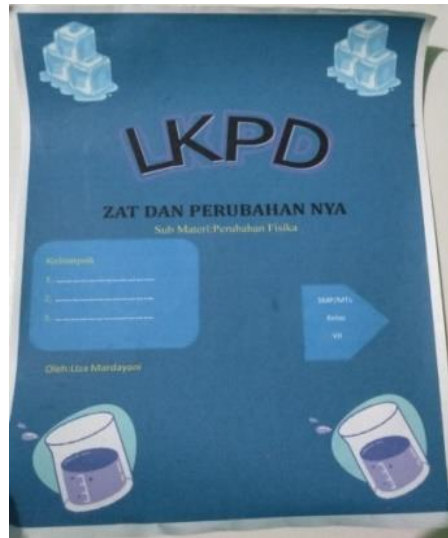 LKPD
ZAT DAN PERUBAHAN NYA
Sub Materi:Perubahan Fisika
Kelompok
1. ................................
2. ................................
3. ................................
SMP/MTs
Kelas
VII
Oleh:Liza Mardayani